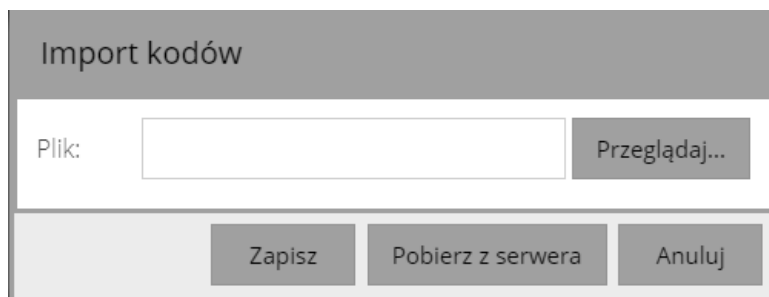 Import kodów
Plik: Przeglądaj...
Zapisz Pobierz z serwera Anuluj